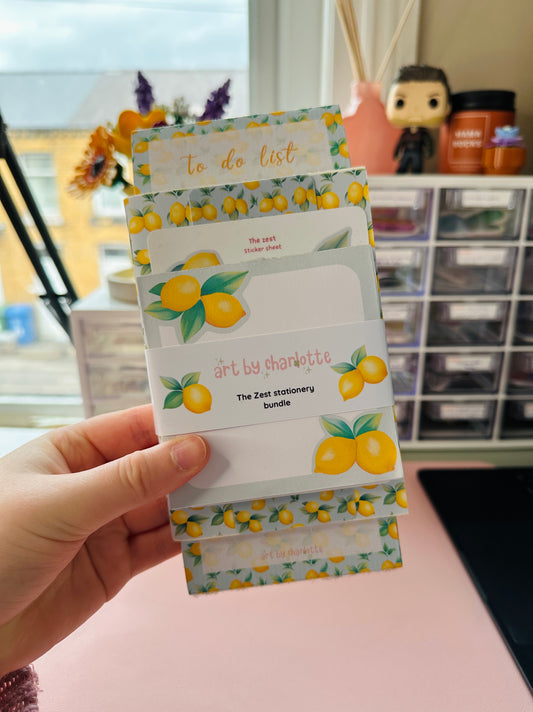 to do list
The zest
Sticker sheet
art by charlotte
The Zest stationery
bundle
art by charlotte